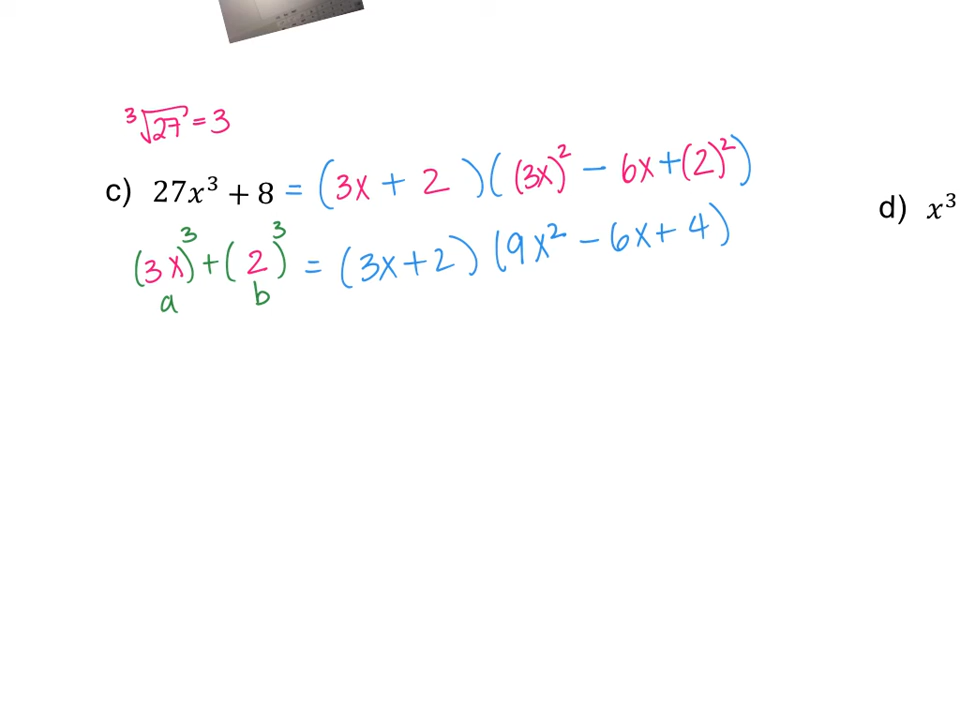 ∛27 = 3
c) 27x³ + 8 = (3x + 2)((3x)² − 6x + (2)²)
d) x³
(3x)³ + (2)³ = (3x + 2)(9x² − 6x + 4)
a b